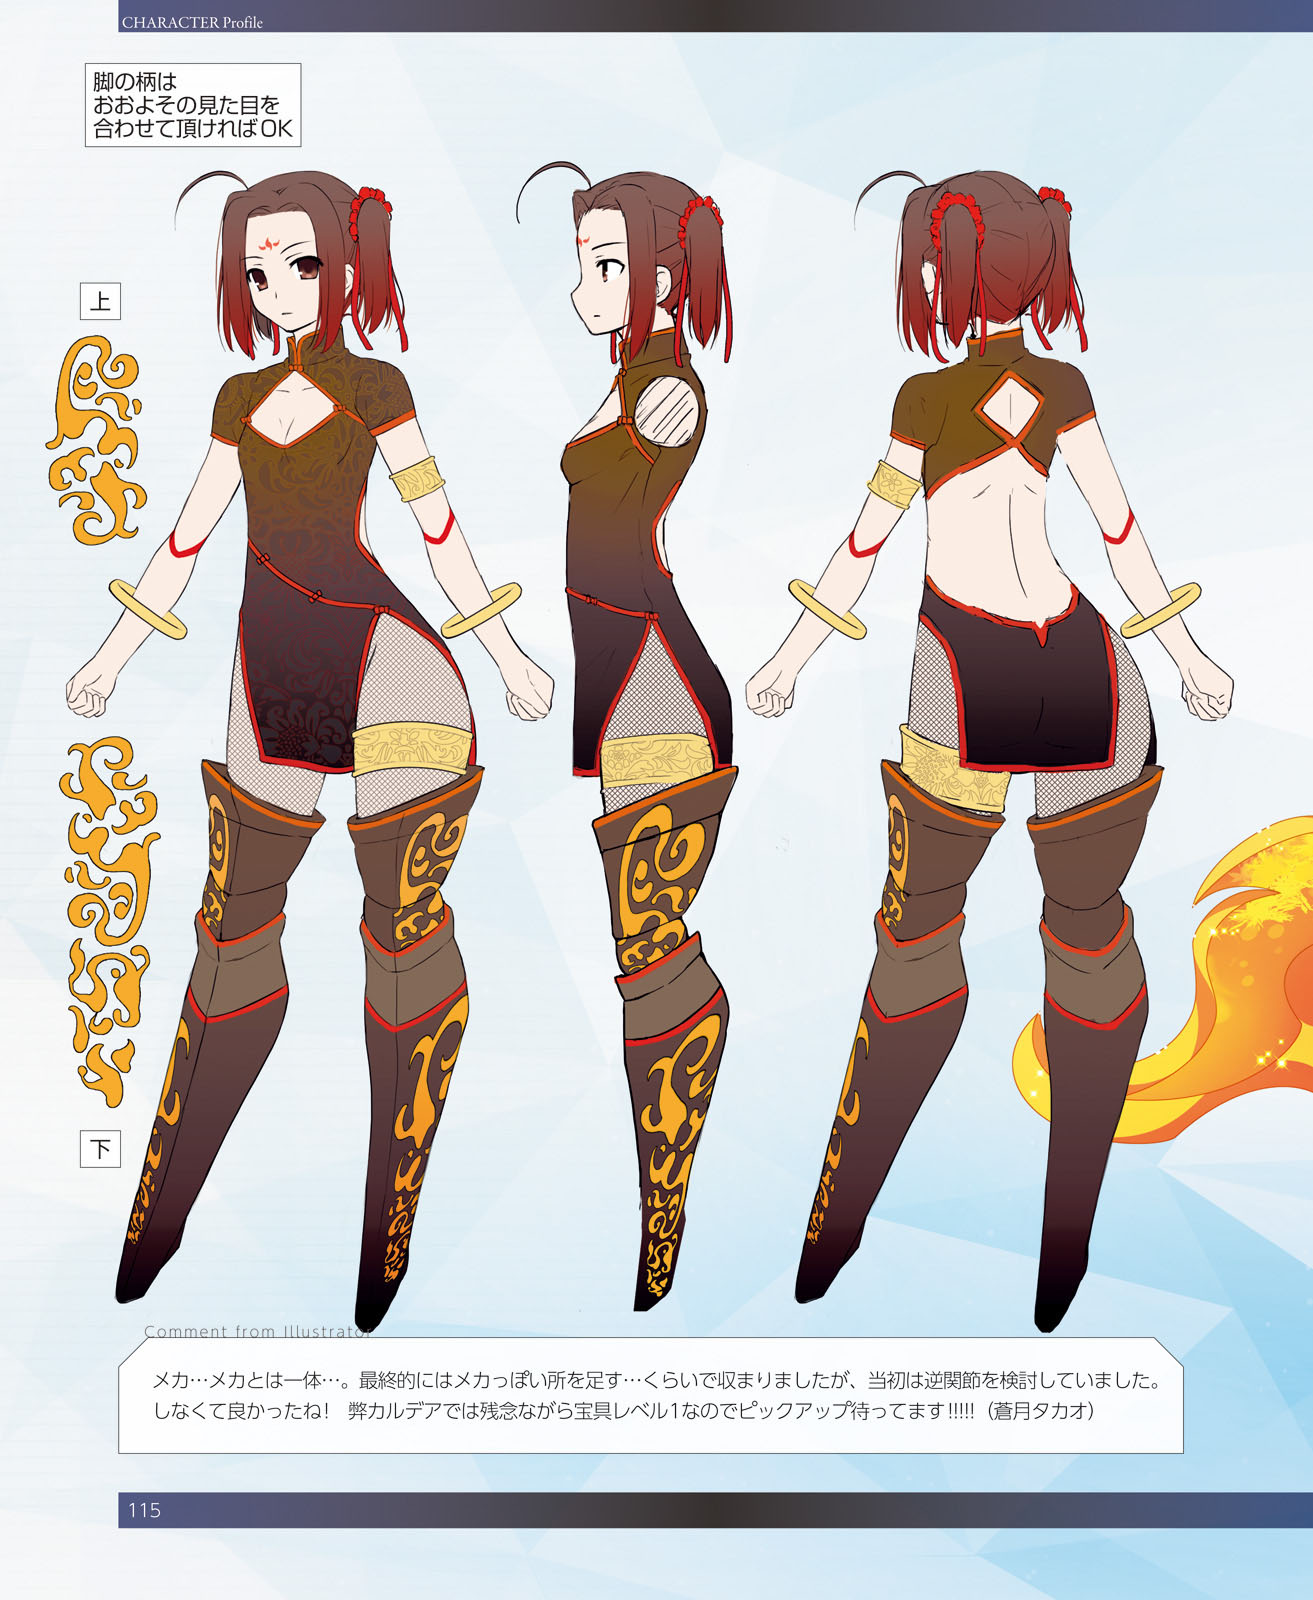 CHARACTER Profile
脚の柄は
おおよその見た目を
合わせて頂ければOK
上
下
Comment from Illustrator
メカ…メカとは一体…。最終的にはメカっぽい所を足す…くらいで収まりましたが、当初は逆関節を検討していました。
しなくて良かったね! 弊カルデアでは残念ながら宝具レベル1なのでピックアップ待ってます!!!!!（蒼月タカオ）
115